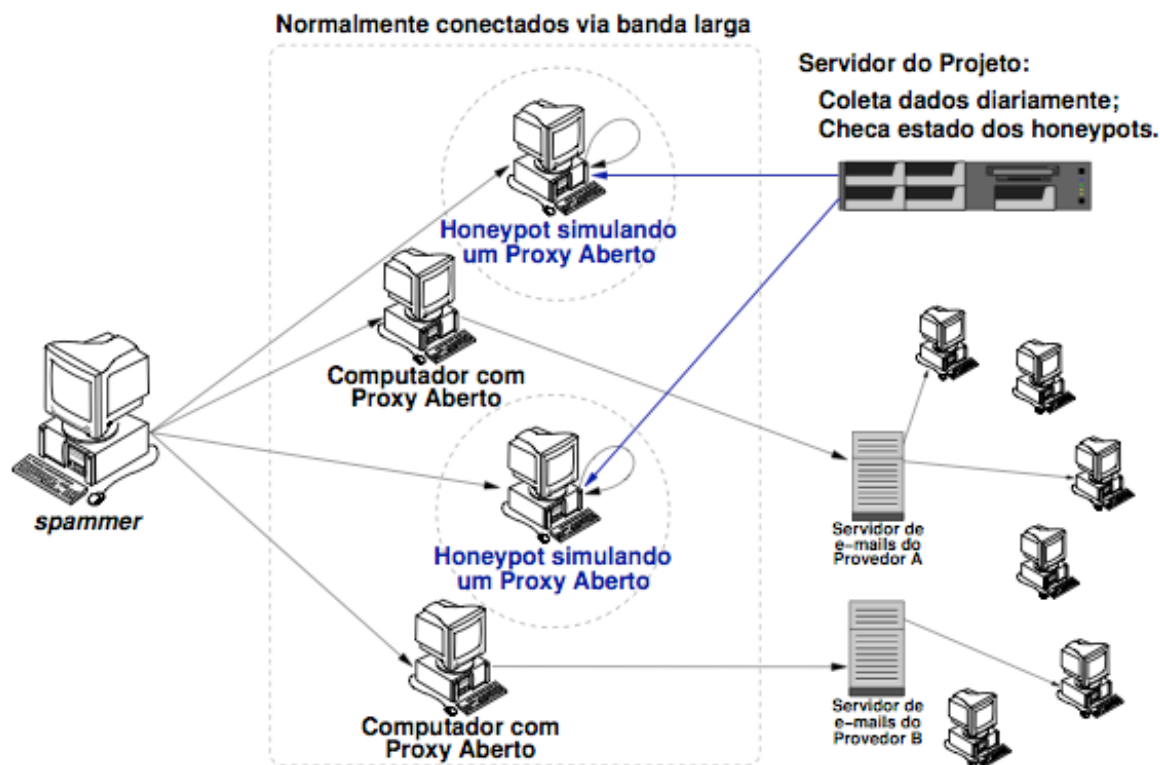 Normalmente conectados via banda larga
Servidor do Projeto:
Coleta dados diariamente;
Checa estado dos honeypots.
Honeypot simulando
um Proxy Aberto
Computador com
Proxy Aberto
spammer
Honeypot simulando
um Proxy Aberto
Servidor de
e-mails do
Provedor A
Computador com
Proxy Aberto
Servidor de
e-mails do
Provedor B